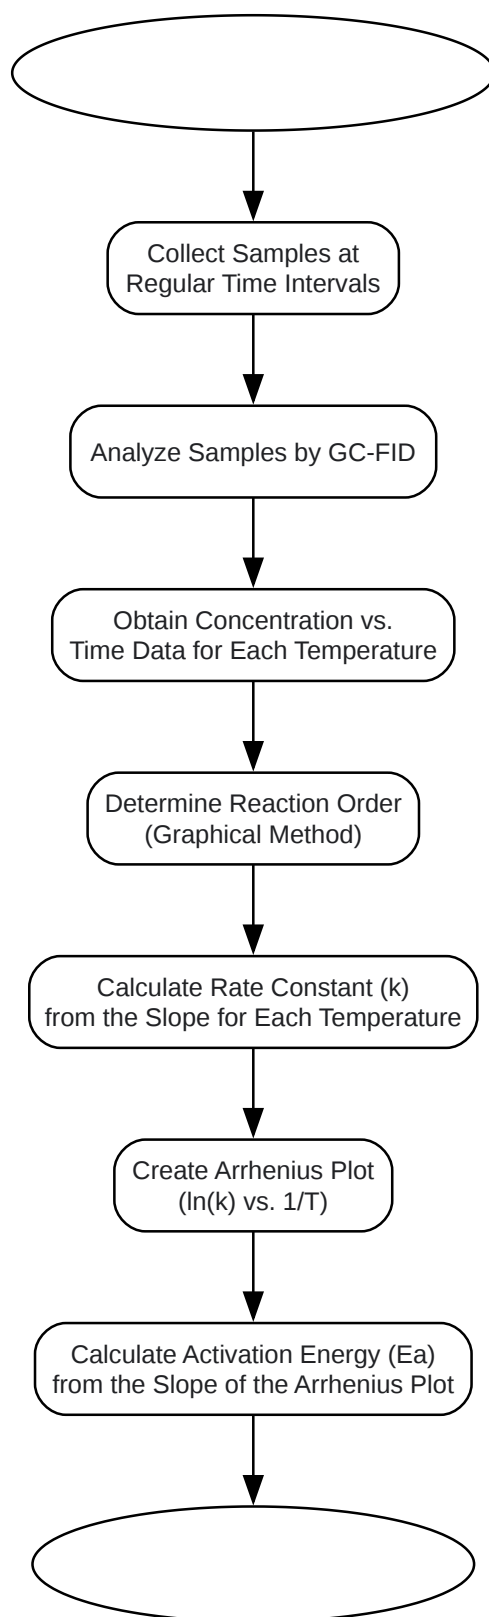 Collect Samples at
Regular Time Intervals
Analyze Samples by GC-FID
Obtain Concentration vs.
Time Data for Each Temperature
Determine Reaction Order
(Graphical Method)
Calculate Rate Constant (k)
from the Slope for Each Temperature
Create Arrhenius Plot
(ln(k) vs. 1/T)
Calculate Activation Energy (Ea)
from the Slope of the Arrhenius Plot